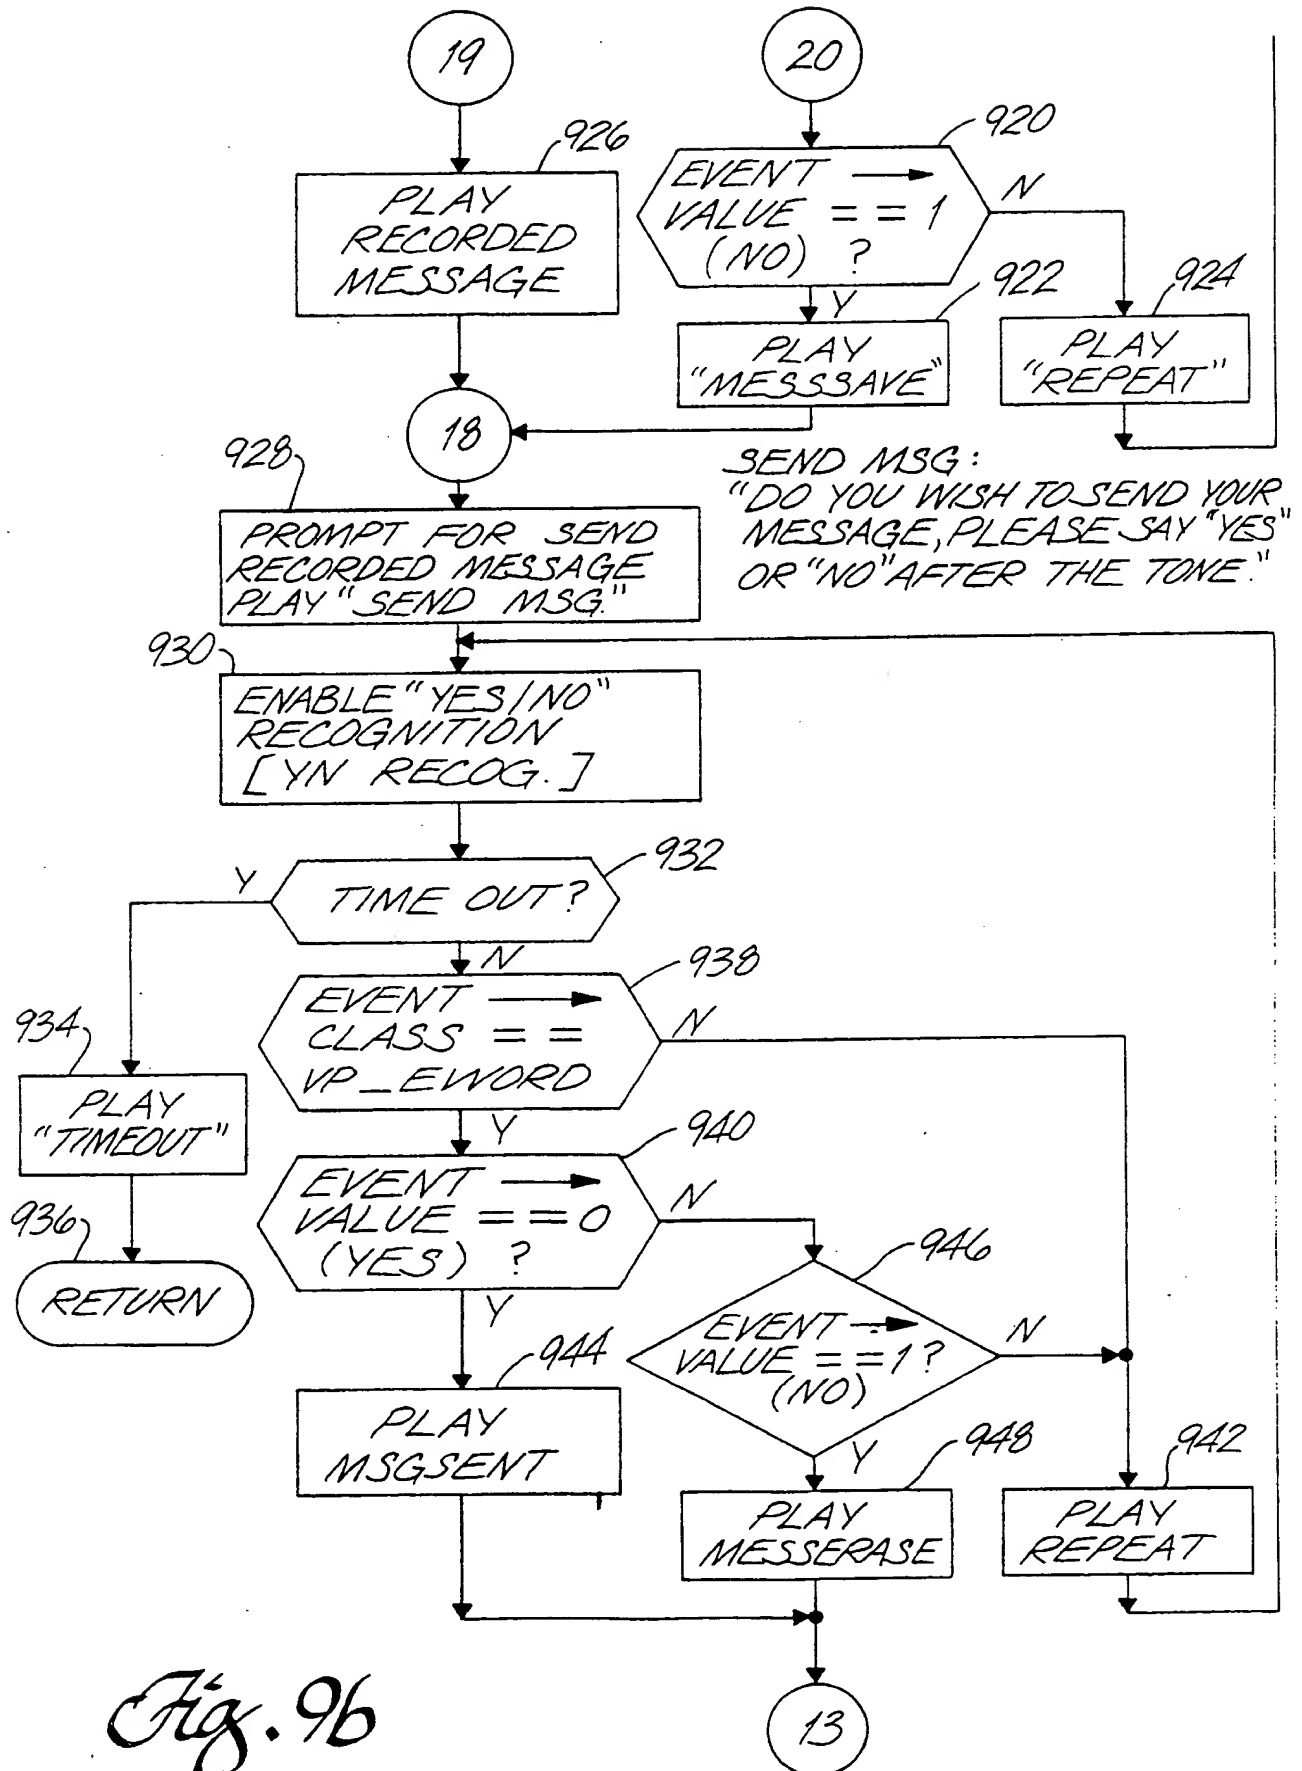 19
20
926
920
PLAY
RECORDED
MESSAGE
EVENT →
VALUE == 1
(NO) ?
N
Y
922
924
PLAY
"MESSSAVE"
PLAY
"REPEAT"
18
928
SEND MSG:
"DO YOU WISH TO SEND YOUR
MESSAGE, PLEASE SAY "YES"
OR "NO" AFTER THE TONE."
PROMPT FOR SEND
RECORDED MESSAGE
PLAY "SEND MSG."
930
ENABLE "YES/NO"
RECOGNITION
[YN RECOG.]
932
Y
TIME OUT?
N
938
EVENT →
CLASS ==
VP_EWORD
N
934
PLAY
"TIMEOUT"
Y
940
EVENT →
VALUE == 0
(YES) ?
N
936
RETURN
Y
946
EVENT →
VALUE == 1?
(NO)
N
944
PLAY
MSGSENT
Y
948
942
PLAY
MESSERASE
PLAY
REPEAT
Fig. 9b
13